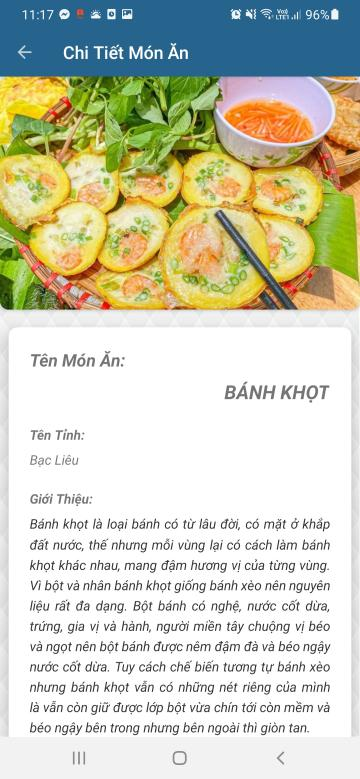 11:17
96%
Chi Tiết Món Ăn
Tên Món Ăn:
BÁNH KHỌT
Tên Tỉnh:
Bạc Liêu
Giới Thiệu:
Bánh khọt là loại bánh có từ lâu đời, có mặt ở khắp
đất nước, thế nhưng mỗi vùng lại có cách làm bánh
khọt khác nhau, mang đậm hương vị của từng vùng.
Vì bột và nhân bánh khọt giống bánh xèo nên nguyên
liệu rất đa dạng. Bột bánh có nghệ, nước cốt dừa,
trứng, gia vị và hành, người miền tây chuộng vị béo
và ngọt nên bột bánh được nêm đậm đà và béo ngậy
nước cốt dừa. Tuy cách chế biến tương tự bánh xèo
nhưng bánh khọt vẫn có những nét riêng của mình
là vẫn còn giữ được lớp bột vừa chín tới còn mềm và
béo ngậy bên trong nhưng bên ngoài thì giòn tan.